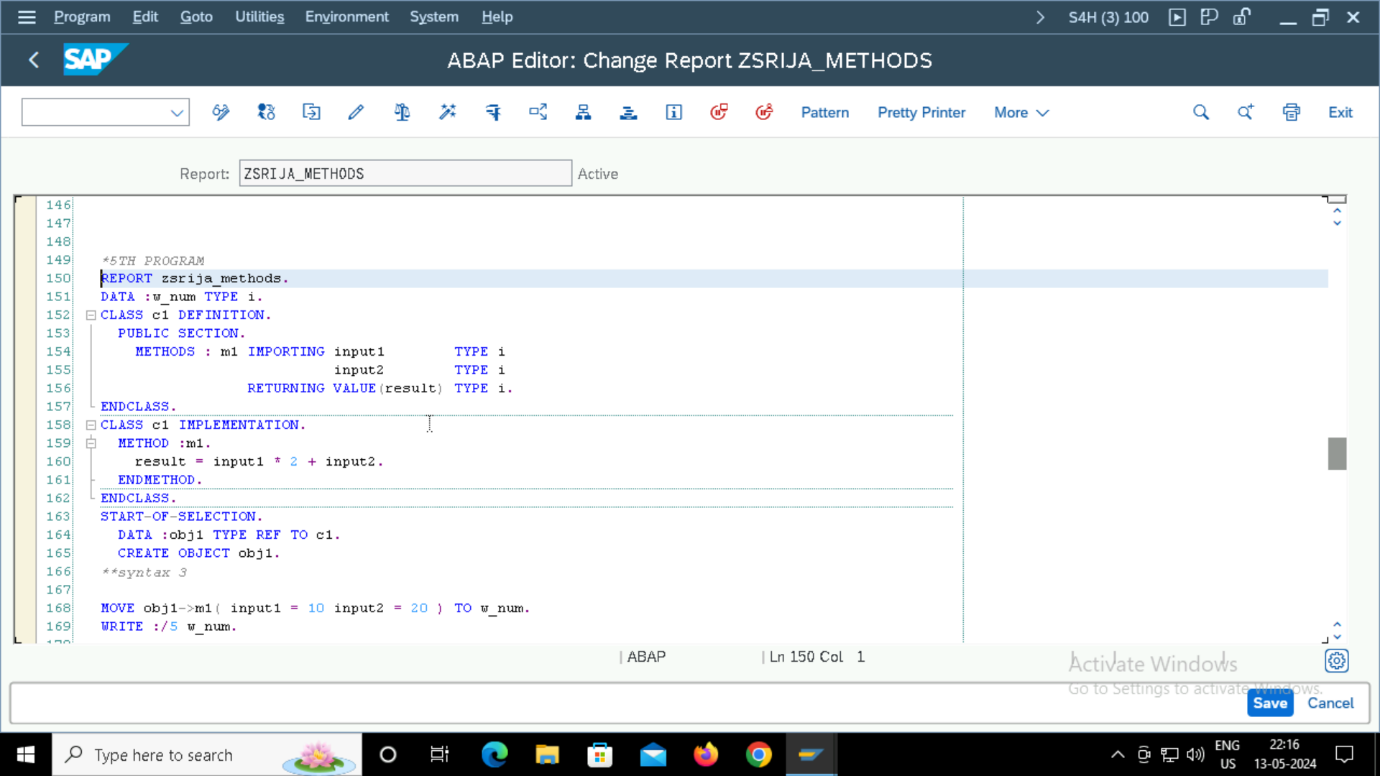 Program Edit Goto Utilities Environment System Help S4H (3) 100
SAP ABAP Editor: Change Report ZSRIJA_METHODS
Pattern Pretty Printer More Exit
Report: ZSRIJA_METHODS Active
146
147
148
149 *5TH PROGRAM
150 REPORT zsrija_methods.
151 DATA :w_num TYPE i.
152 CLASS c1 DEFINITION.
153 PUBLIC SECTION.
154 METHODS : m1 IMPORTING input1 TYPE i
155 input2 TYPE i
156 RETURNING VALUE(result) TYPE i.
157 ENDCLASS.
158 CLASS c1 IMPLEMENTATION.
159 METHOD :m1.
160 result = input1 * 2 + input2.
161 ENDMETHOD.
162 ENDCLASS.
163 START-OF-SELECTION.
164 DATA :obj1 TYPE REF TO c1.
165 CREATE OBJECT obj1.
166 **syntax 3
167
168 MOVE obj1->m1( input1 = 10 input2 = 20 ) TO w_num.
169 WRITE :/5 w_num.
ABAP Ln 150 Col 1
Activate Windows
Go to Settings to activate Windows.
Save Cancel
Type here to search ENG 22:16
US 13-05-2024